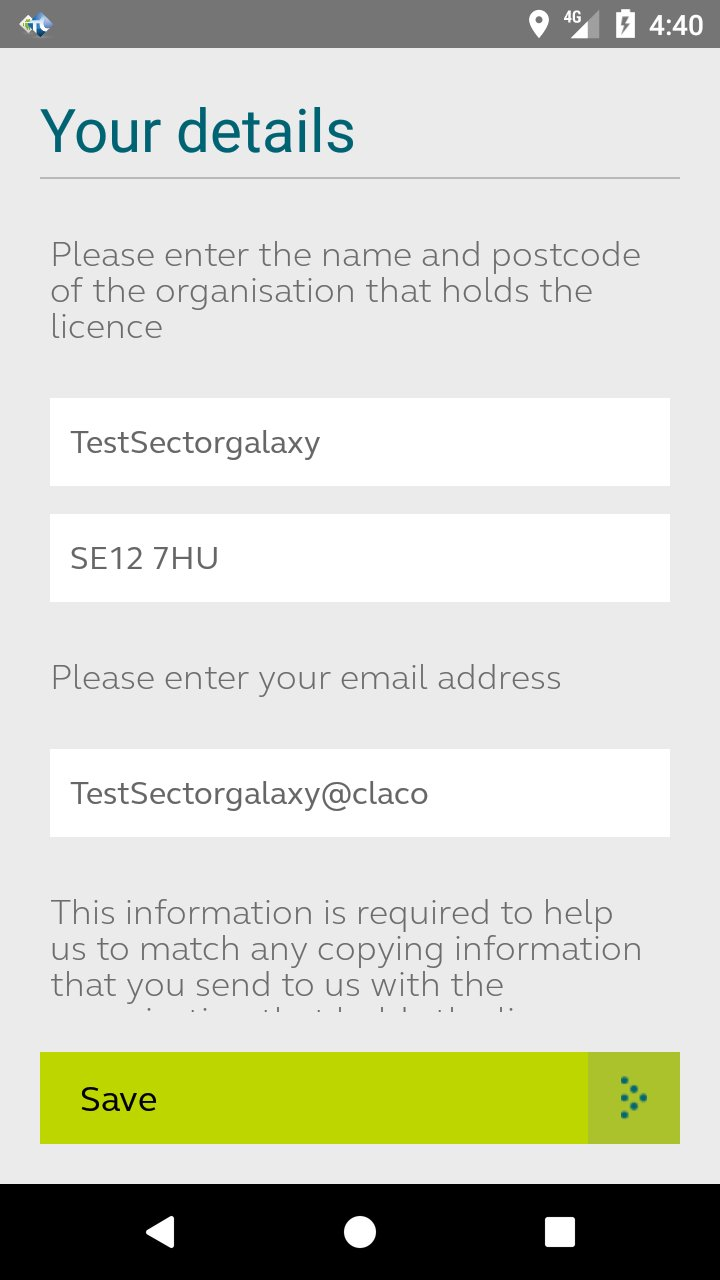 4G 4:40
Your details
Please enter the name and postcode
of the organisation that holds the
licence
TestSectorgalaxy
SE12 7HU
Please enter your email address
TestSectorgalaxy@claco
This information is required to help
us to match any copying information
that you send to us with the
Save